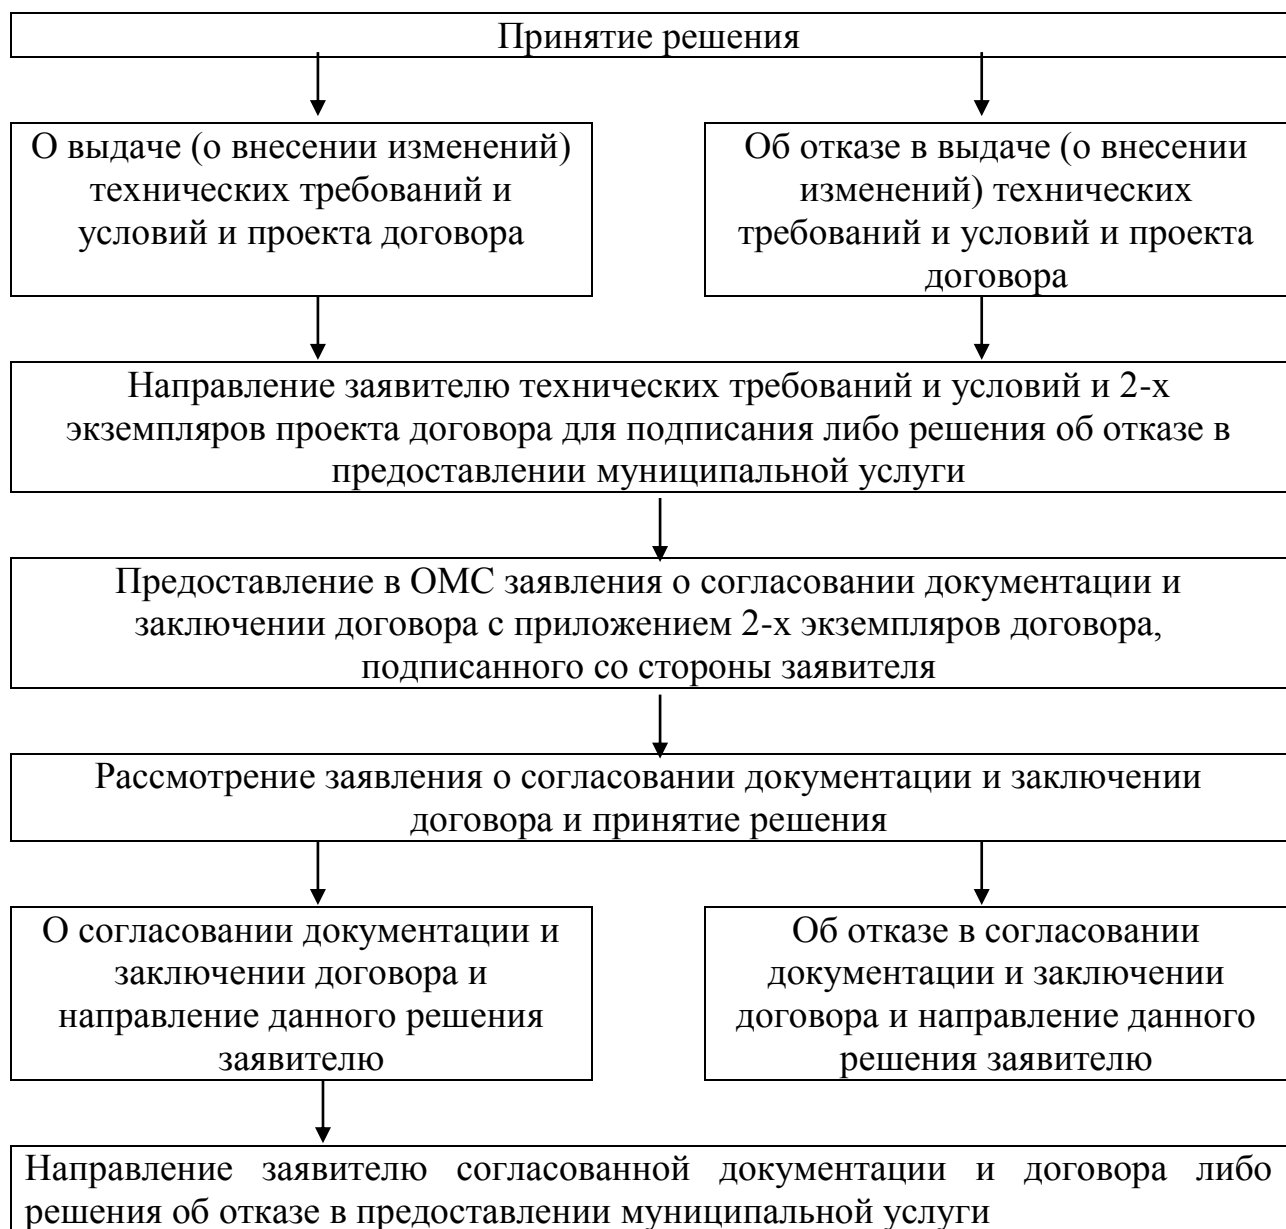 Принятие решения
О выдаче (о внесении изменений)
технических требований и
условий и проекта договора
Об отказе в выдаче (о внесении
изменений) технических
требований и условий и проекта
договора
Направление заявителю технических требований и условий и 2-х
экземпляров проекта договора для подписания либо решения об отказе в
предоставлении муниципальной услуги
Предоставление в ОМС заявления о согласовании документации и
заключении договора с приложением 2-х экземпляров договора,
подписанного со стороны заявителя
Рассмотрение заявления о согласовании документации и заключении
договора и принятие решения
О согласовании документации и
заключении договора и
направление данного решения
заявителю
Об отказе в согласовании
документации и заключении
договора и направление данного
решения заявителю
Направление заявителю согласованной документации и договора либо
решения об отказе в предоставлении муниципальной услуги